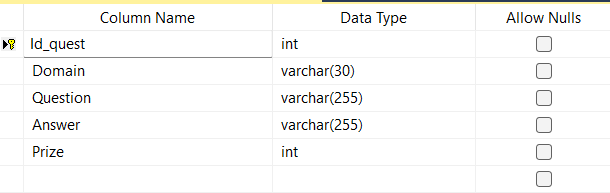 Column Name Data Type Allow Nulls
Id_quest int
Domain varchar(30)
Question varchar(255)
Answer varchar(255)
Prize int